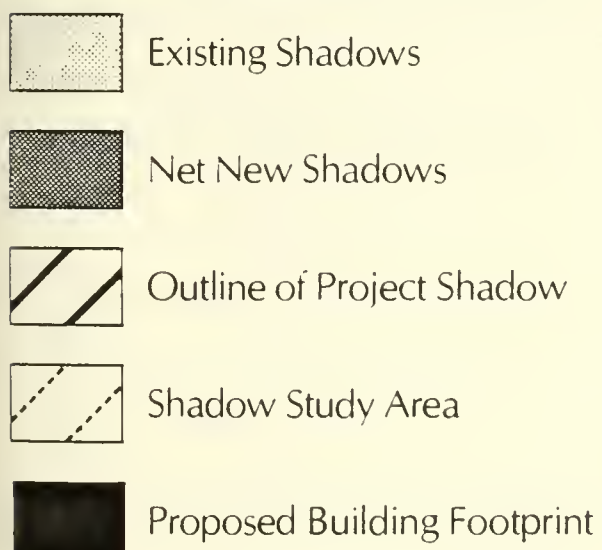 Existing Shadows
Net New Shadows
Outline of Project Shadow
Shadow Study Area
Proposed Building Footprint